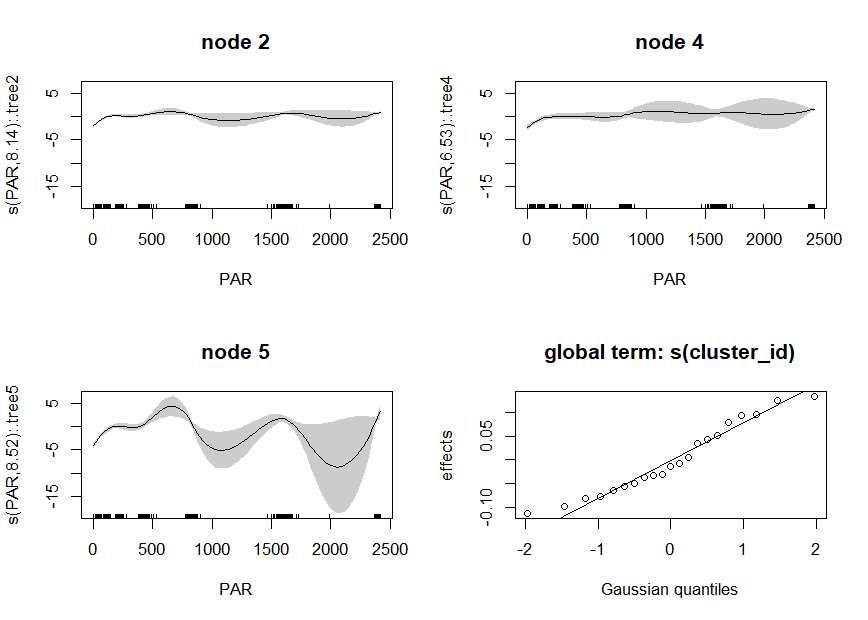 node 2
s(PAR,8.14):.tree2
5
-5
-15
0 500 1000 1500 2000 2500
PAR
node 4
s(PAR,6.53):.tree4
5
-5
-15
0 500 1000 1500 2000 2500
PAR
node 5
s(PAR,8.52):.tree5
5
-5
-15
0 500 1000 1500 2000 2500
PAR
global term: s(cluster_id)
effects
0.05
-0.10
-2 -1 0 1 2
Gaussian quantiles